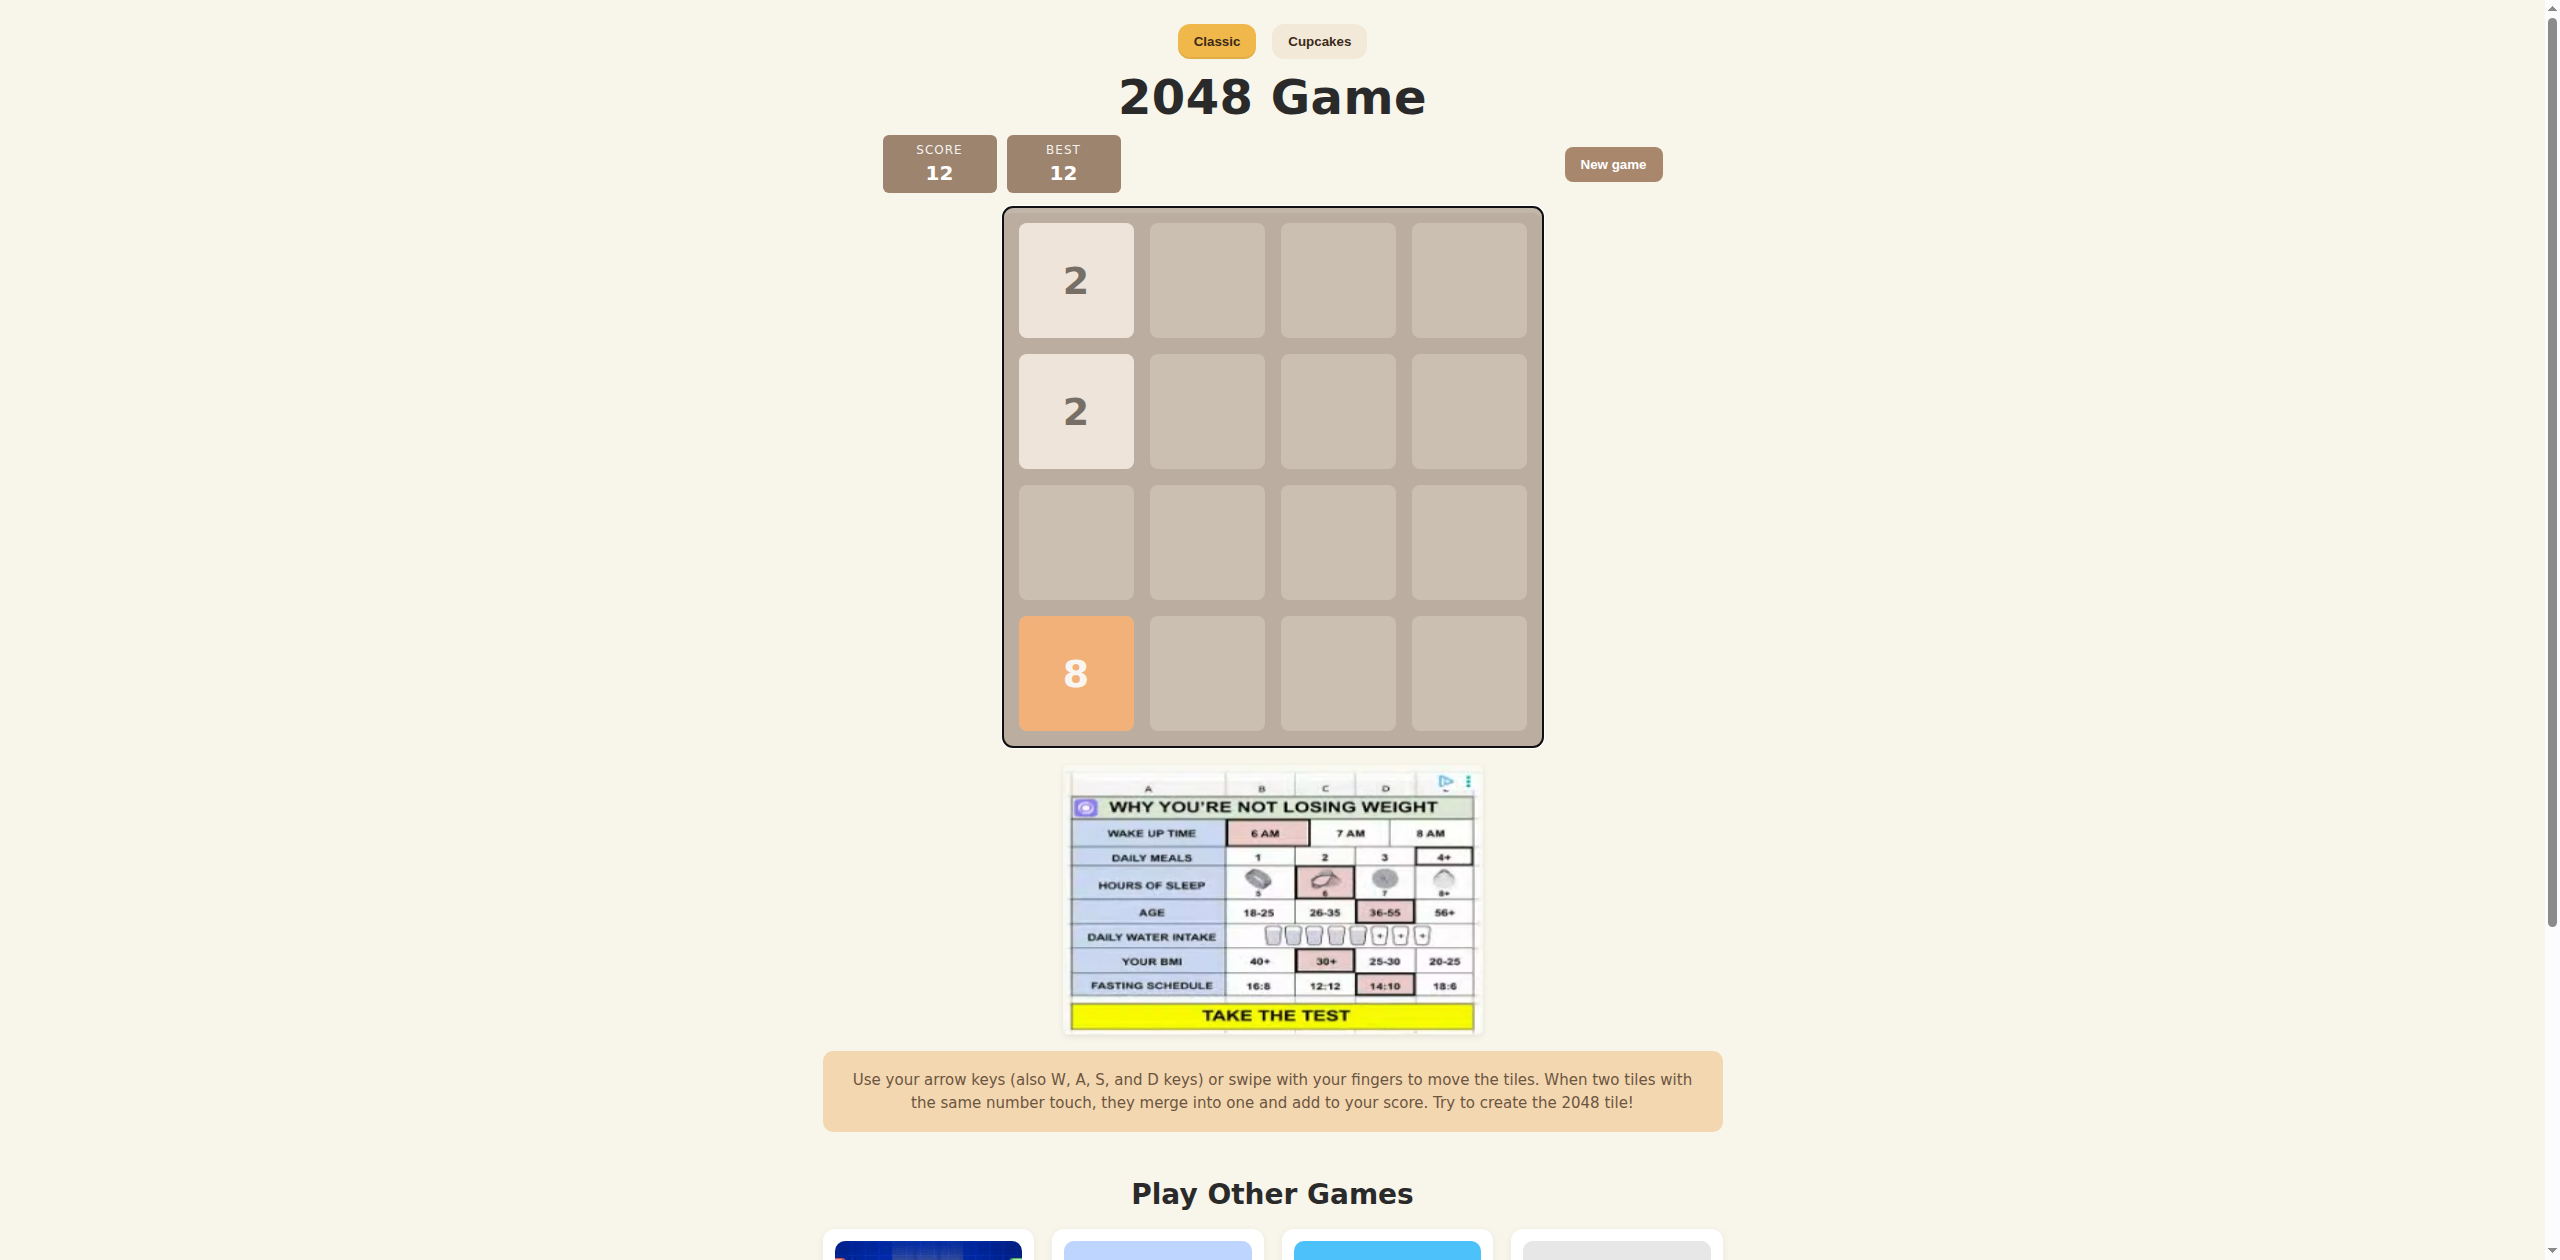 Classic Cupcakes
2048 Game
SCORE BEST
12 12
New game
2
2
8
A B C D
WHY YOU'RE NOT LOSING WEIGHT
WAKE UP TIME 6 AM 7 AM 8 AM
DAILY MEALS 1 2 3 4+
HOURS OF SLEEP 5 6 7 8+
AGE 18-25 26-35 36-55 56+
DAILY WATER INTAKE
YOUR BMI 40+ 30+ 25-30 20-25
FASTING SCHEDULE 16:8 12:12 14:10 18:6
TAKE THE TEST
Use your arrow keys (also W, A, S, and D keys) or swipe with your fingers to move the tiles. When two tiles with
the same number touch, they merge into one and add to your score. Try to create the 2048 tile!
Play Other Games